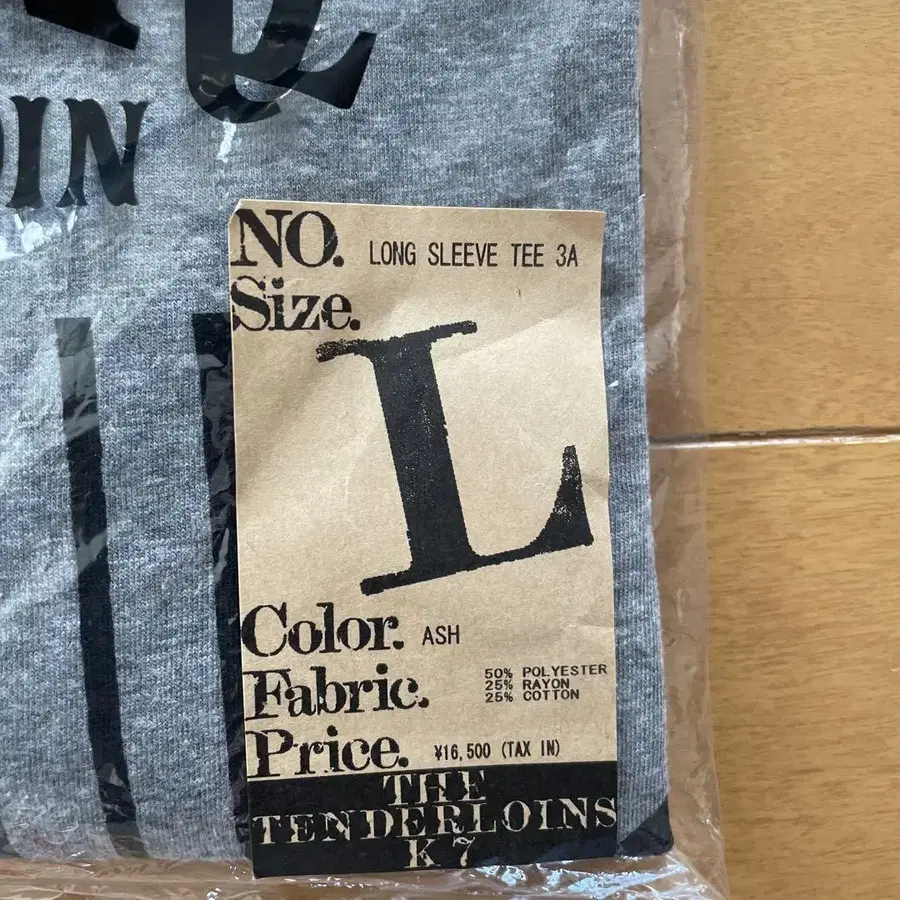 OIN
NO. LONG SLEEVE TEE 3A
Size.
L
Color. ASH
Fabric. 50% POLYESTER
25% RAYON
25% COTTON
Price. ¥16,500 (TAX IN)
THE
TENDERLOINS
K7